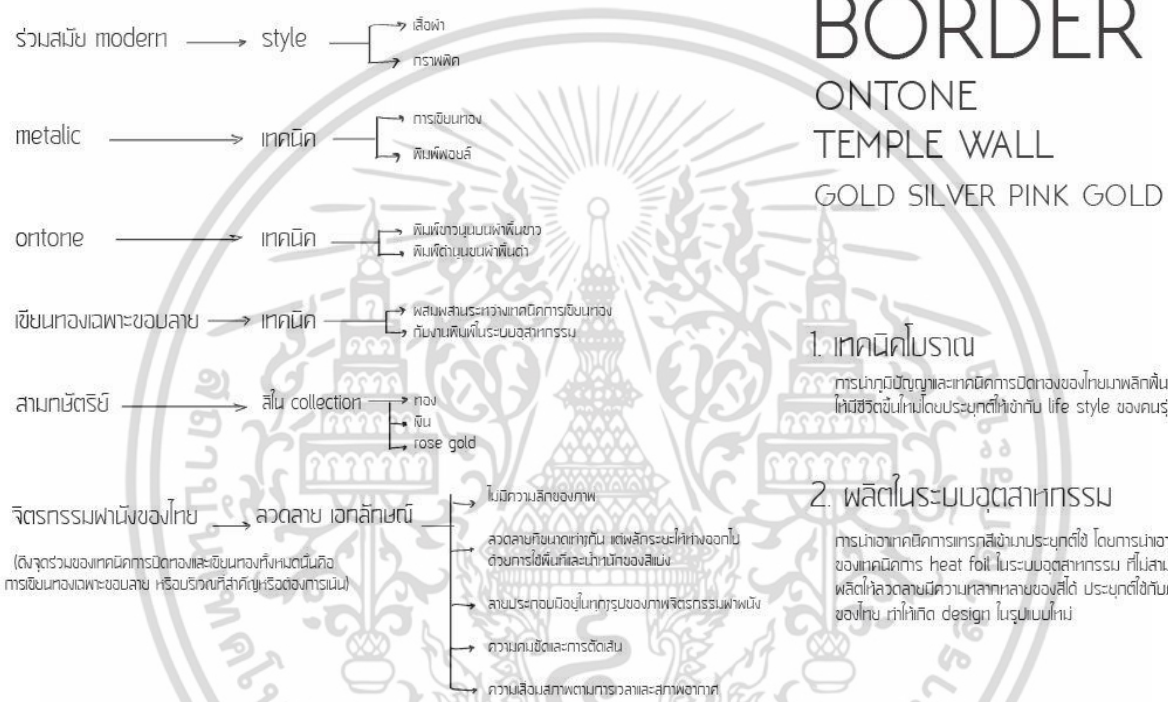 ร่วมสมัย modern
style
เสื้อผ้า
กราฟฟิค
metalic
เทคนิค
การเขียนทอง
พิมพ์ฟอยล์
ontone
เทคนิค
พิมพ์ขาวนูนบนผ้าพื้นขาว
พิมพ์ดำนูนบนผ้าพื้นดำ
เขียนทองเฉพาะขอบลาย
เทคนิค
ผสมผสานระหว่างเทคนิคการเขียนทอง
กับงานพิมพ์ในระบบอุสาหกรรม
สามกษัตริย์
สีใน collection
ทอง
เงิน
rose gold
จิตรกรรมฝาผนังของไทย
ลวดลาย เอกลักษณ์
(ดึงจุดร่วมของเทคนิคการปิดทองและเขียนทองทั้งหมดนั้นคือ
การเขียนทองเฉพาะขอบลาย หรือบริเวณที่สำคัญหรือต้องการเน้น)
ไม่มีความลึกของภาพ
ลวดลายที่ขนาดเท่ากัน แต่ผลักระยะให้ห่างออกไป
ด้วยการใช้พื้นที่และน้ำหนักของสีแบ่ง
ลายประกอบมีอยู่ในทุกรูปของภาพจิตรกรรมฝาผนัง
ความคมชัดและการตัดเส้น
ความเสื่อมสภาพตามการเวลาและสภาพอากาศ
BORDER
ONTONE
TEMPLE WALL
GOLD SILVER PINK GOLD
1. เทคนิคโบราณ
การนำภูมิปัญญาและเทคนิคการปิดทองของไทยมาพลิกฟื้น
ให้มีชีวิตขึ้นใหม่โดยประยุกต์ให้เข้ากับ life style ของคนรุ่
2. ผลิตในระบบอุตสาหกรรม
การนำเอาเทคนิคการแทรกสีเข้ามาประยุกต์ใช้ โดยการนำเอา
ของเทคนิคการ heat foil ในระบบอุตสาหกรรม ที่ไม่สาม
ผลิตให้ลวดลายมีความหลากหลายของสีได้ ประยุกต์ใช้กับ
ของไทย ทำให้เกิด design ในรูปแบบใหม่